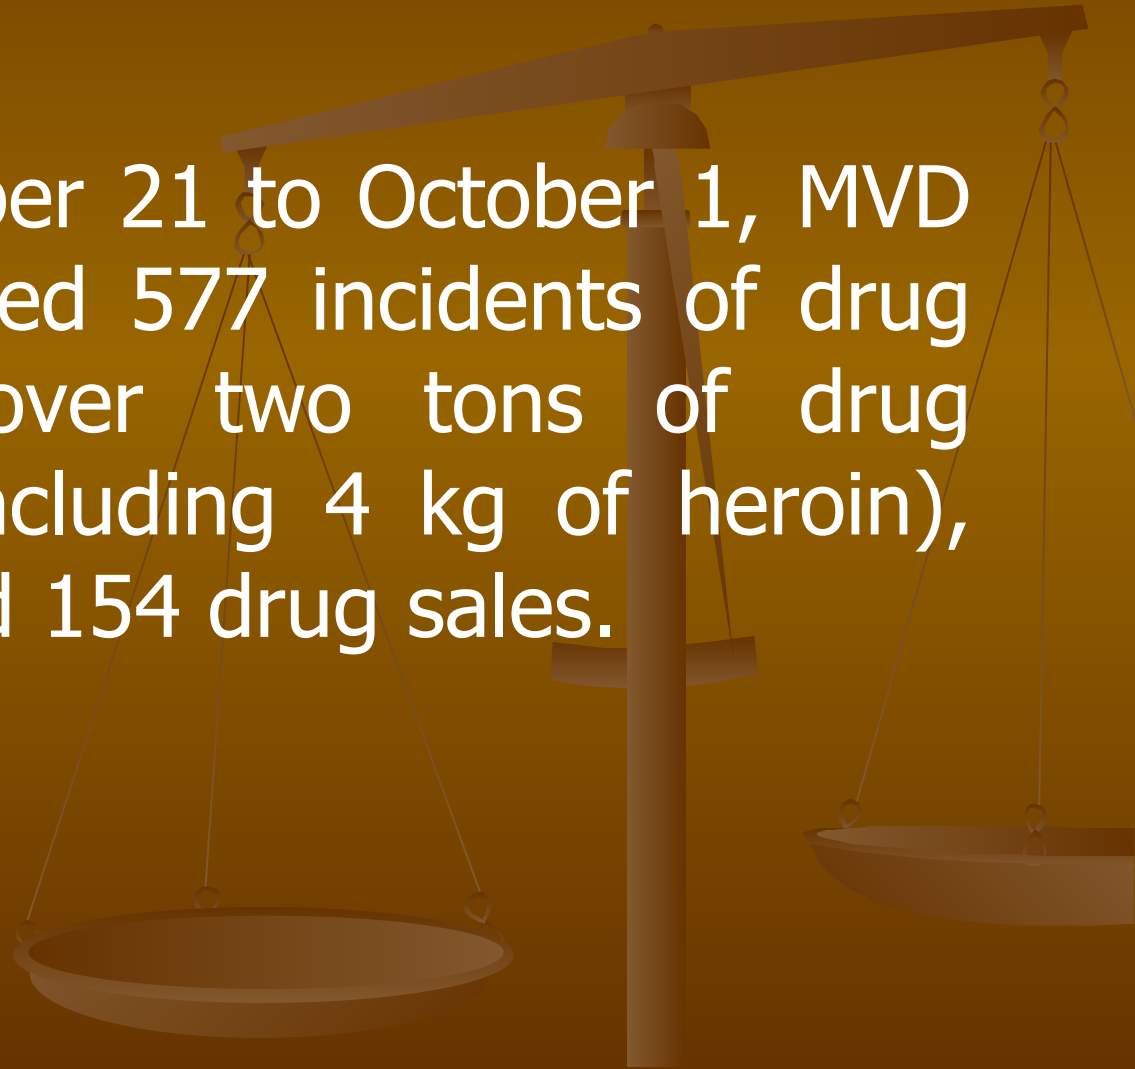 ber 21 to October 1, MVD
ed 577 incidents of drug
over two tons of drug
ncluding 4 kg of heroin),
d 154 drug sales.